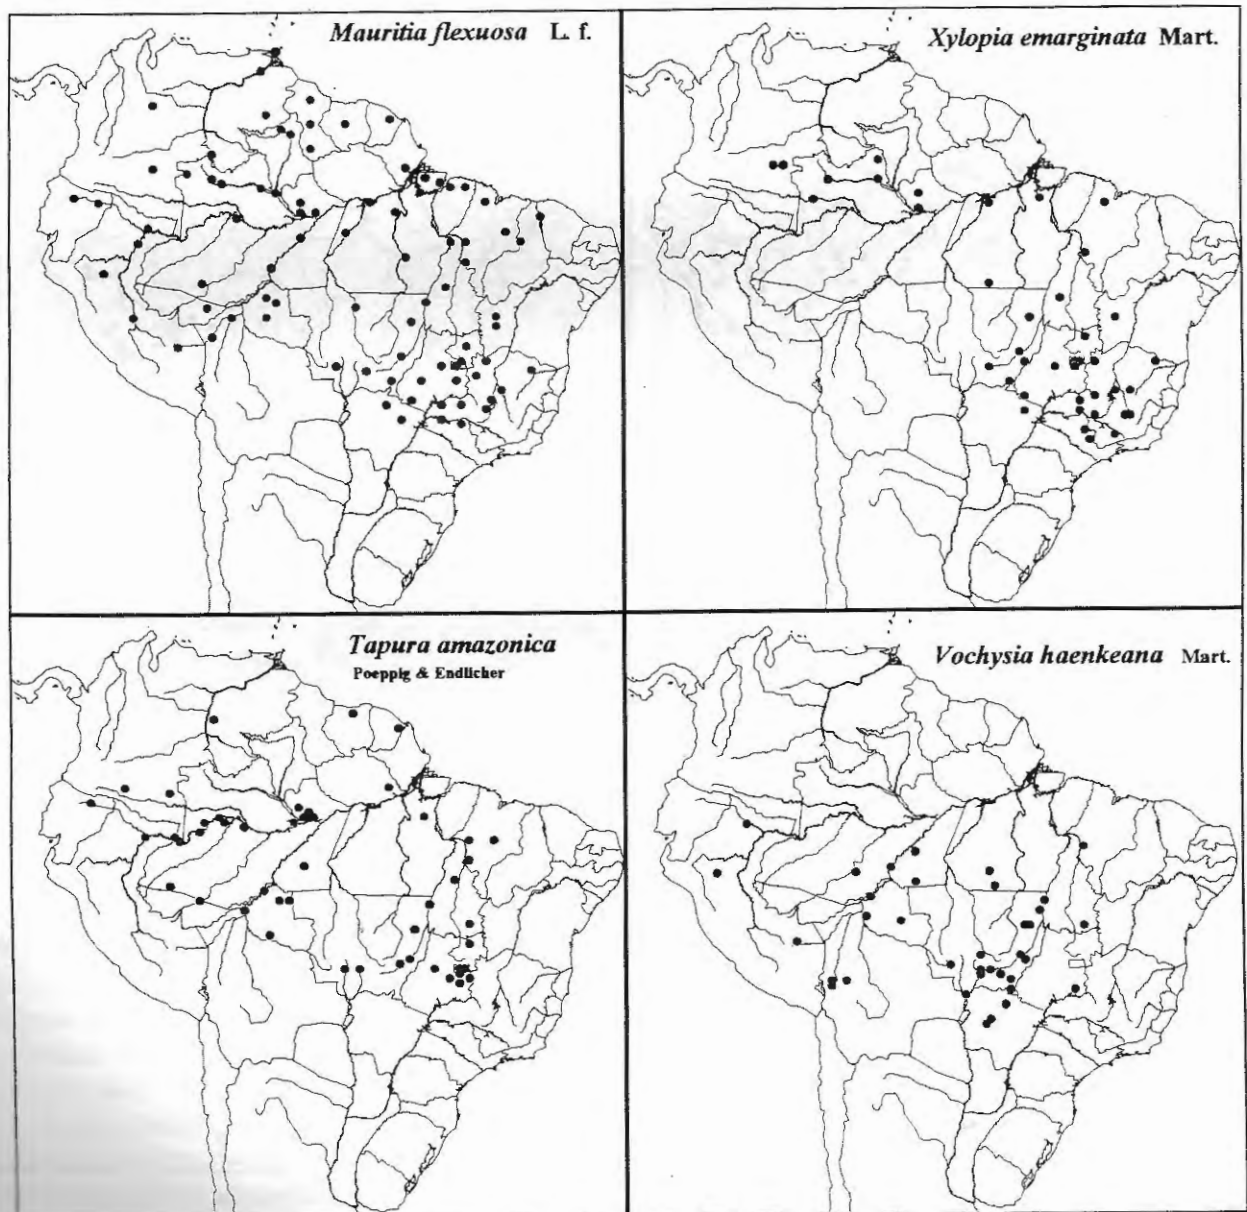 Mauritia flexuosa L. f.
Xylopia emarginata Mart.
Tapura amazonica
Poeppig & Endlicher
Vochysia haenkeana Mart.